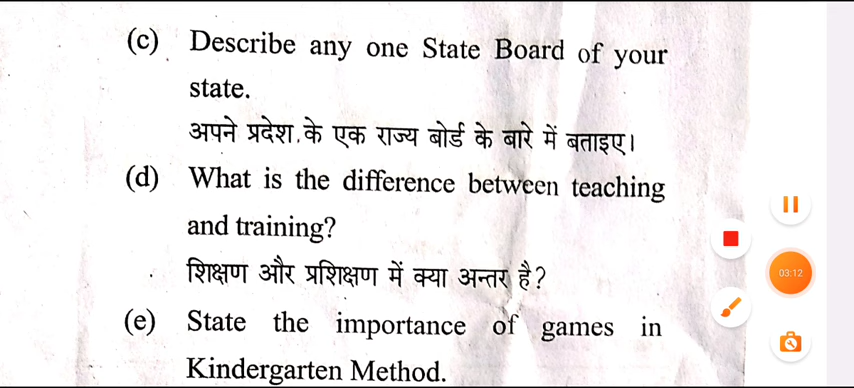 (c) Describe any one State Board of your
state.
अपने प्रदेश के एक राज्य बोर्ड के बारे में बताइए।
(d) What is the difference between teaching
and training?
शिक्षण और प्रशिक्षण में क्या अन्तर है?
(e) State the importance of games in
Kindergarten Method.
03:12